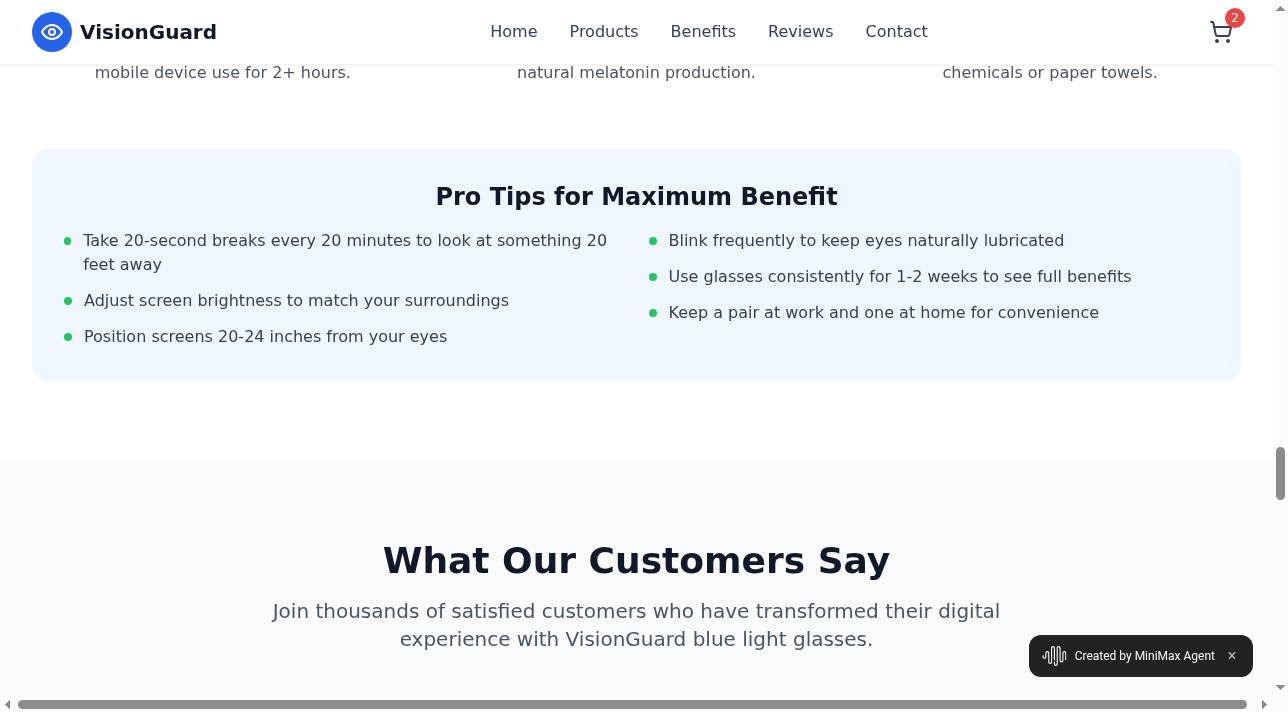 VisionGuard
Home Products Benefits Reviews Contact
2
mobile device use for 2+ hours.
natural melatonin production.
chemicals or paper towels.
Pro Tips for Maximum Benefit
Take 20-second breaks every 20 minutes to look at something 20
feet away
Adjust screen brightness to match your surroundings
Position screens 20-24 inches from your eyes
Blink frequently to keep eyes naturally lubricated
Use glasses consistently for 1-2 weeks to see full benefits
Keep a pair at work and one at home for convenience
What Our Customers Say
Join thousands of satisfied customers who have transformed their digital
experience with VisionGuard blue light glasses.
Created by MiniMax Agent ×